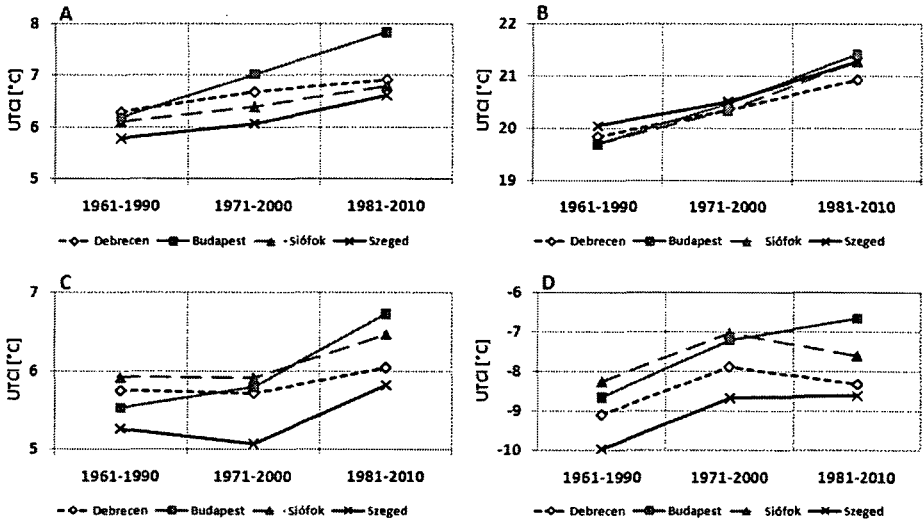 A
8
7
6
5
UTCI [°C]
1961-1990 1971-2000 1981-2010
Debrecen Budapest Siófok Szeged
B
22
21
20
19
UTCI [°C]
1961-1990 1971-2000 1981-2010
Debrecen Budapest Siófok Szeged
C
7
6
5
UTCI [°C]
1961-1990 1971-2000 1981-2010
Debrecen Budapest Siófok Szeged
D
-6
-7
-8
-9
-10
UTCI [°C]
1961-1990 1971-2000 1981-2010
Debrecen Budapest Siófok Szeged